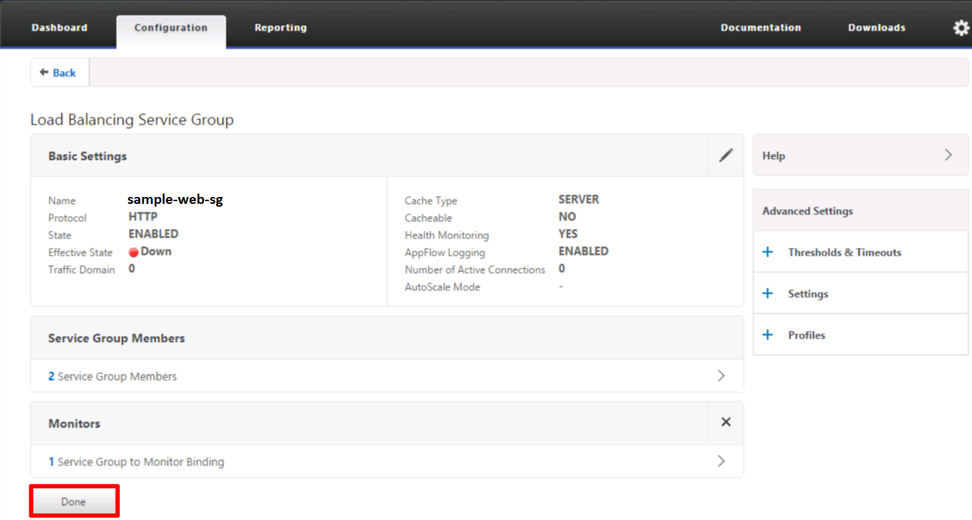 Dashboard Configuration Reporting Documentation Downloads
Back
Load Balancing Service Group
Basic Settings
Name sample-web-sg
Protocol HTTP
State ENABLED
Effective State Down
Traffic Domain 0
Cache Type SERVER
Cacheable NO
Health Monitoring YES
AppFlow Logging ENABLED
Number of Active Connections 0
AutoScale Mode -
Service Group Members
2 Service Group Members
Monitors
1 Service Group to Monitor Binding
Done
Help
Advanced Settings
Thresholds & Timeouts
Settings
Profiles